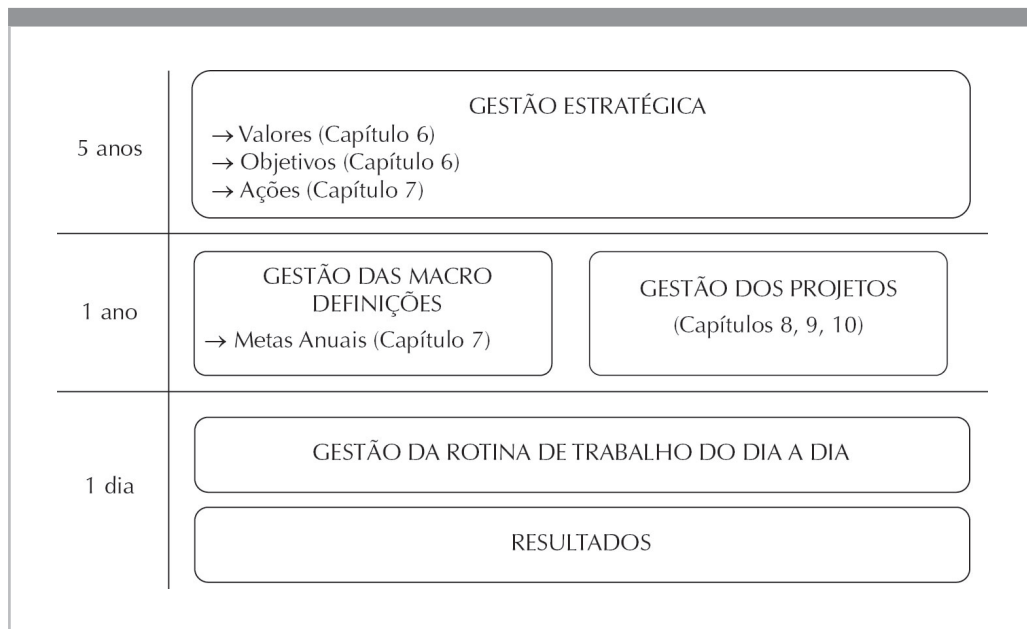 5 anos
GESTÃO ESTRATÉGICA
→ Valores (Capítulo 6)
→ Objetivos (Capítulo 6)
→ Ações (Capítulo 7)
1 ano
GESTÃO DAS MACRO
DEFINIÇÕES
→ Metas Anuais (Capítulo 7)
GESTÃO DOS PROJETOS
(Capítulos 8, 9, 10)
1 dia
GESTÃO DA ROTINA DE TRABALHO DO DIA A DIA
RESULTADOS